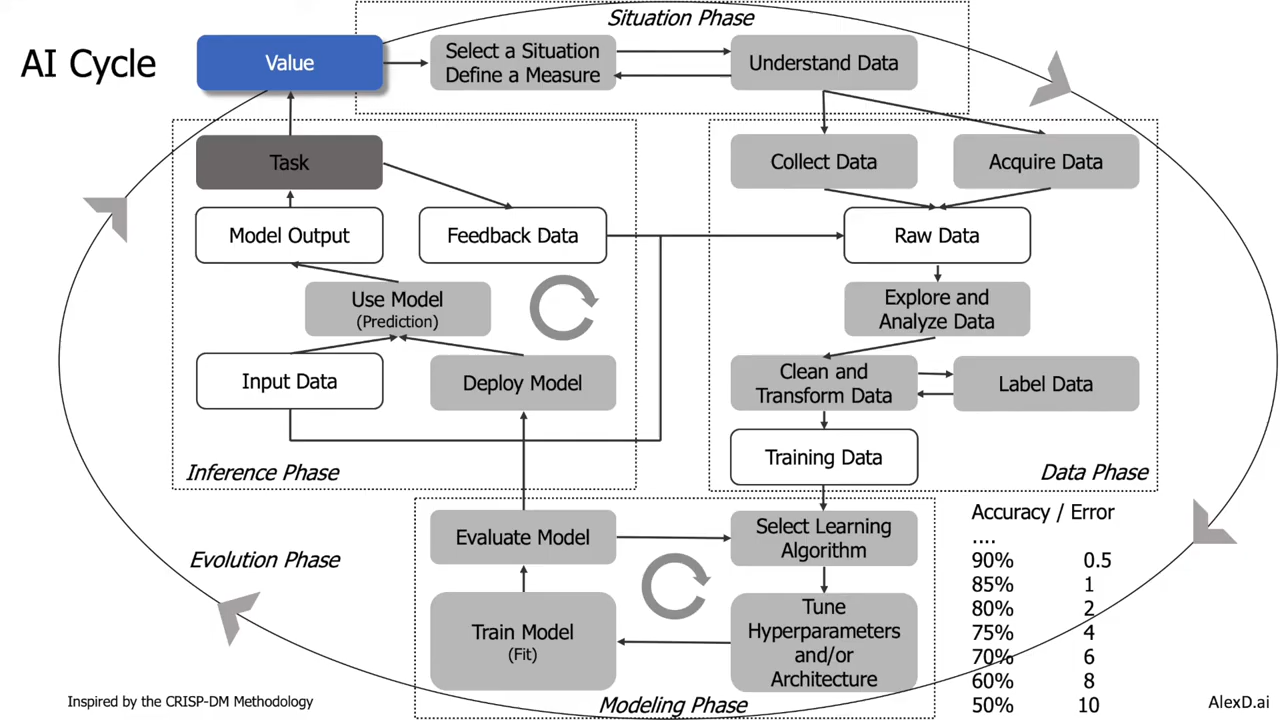 Situation Phase
AI Cycle
Value
Select a Situation
Define a Measure
Understand Data
Task
Collect Data
Acquire Data
Model Output
Feedback Data
Raw Data
Use Model
(Prediction)
Explore and
Analyze Data
Input Data
Deploy Model
Clean and
Transform Data
Label Data
Training Data
Inference Phase
Data Phase
Evaluate Model
Select Learning
Algorithm
Evolution Phase
Train Model
(Fit)
Tune
Hyperparameters
and/or
Architecture
Modeling Phase
Accuracy / Error
....
90% 0.5
85% 1
80% 2
75% 4
70% 6
60% 8
50% 10
Inspired by the CRISP-DM Methodology
AlexD.ai